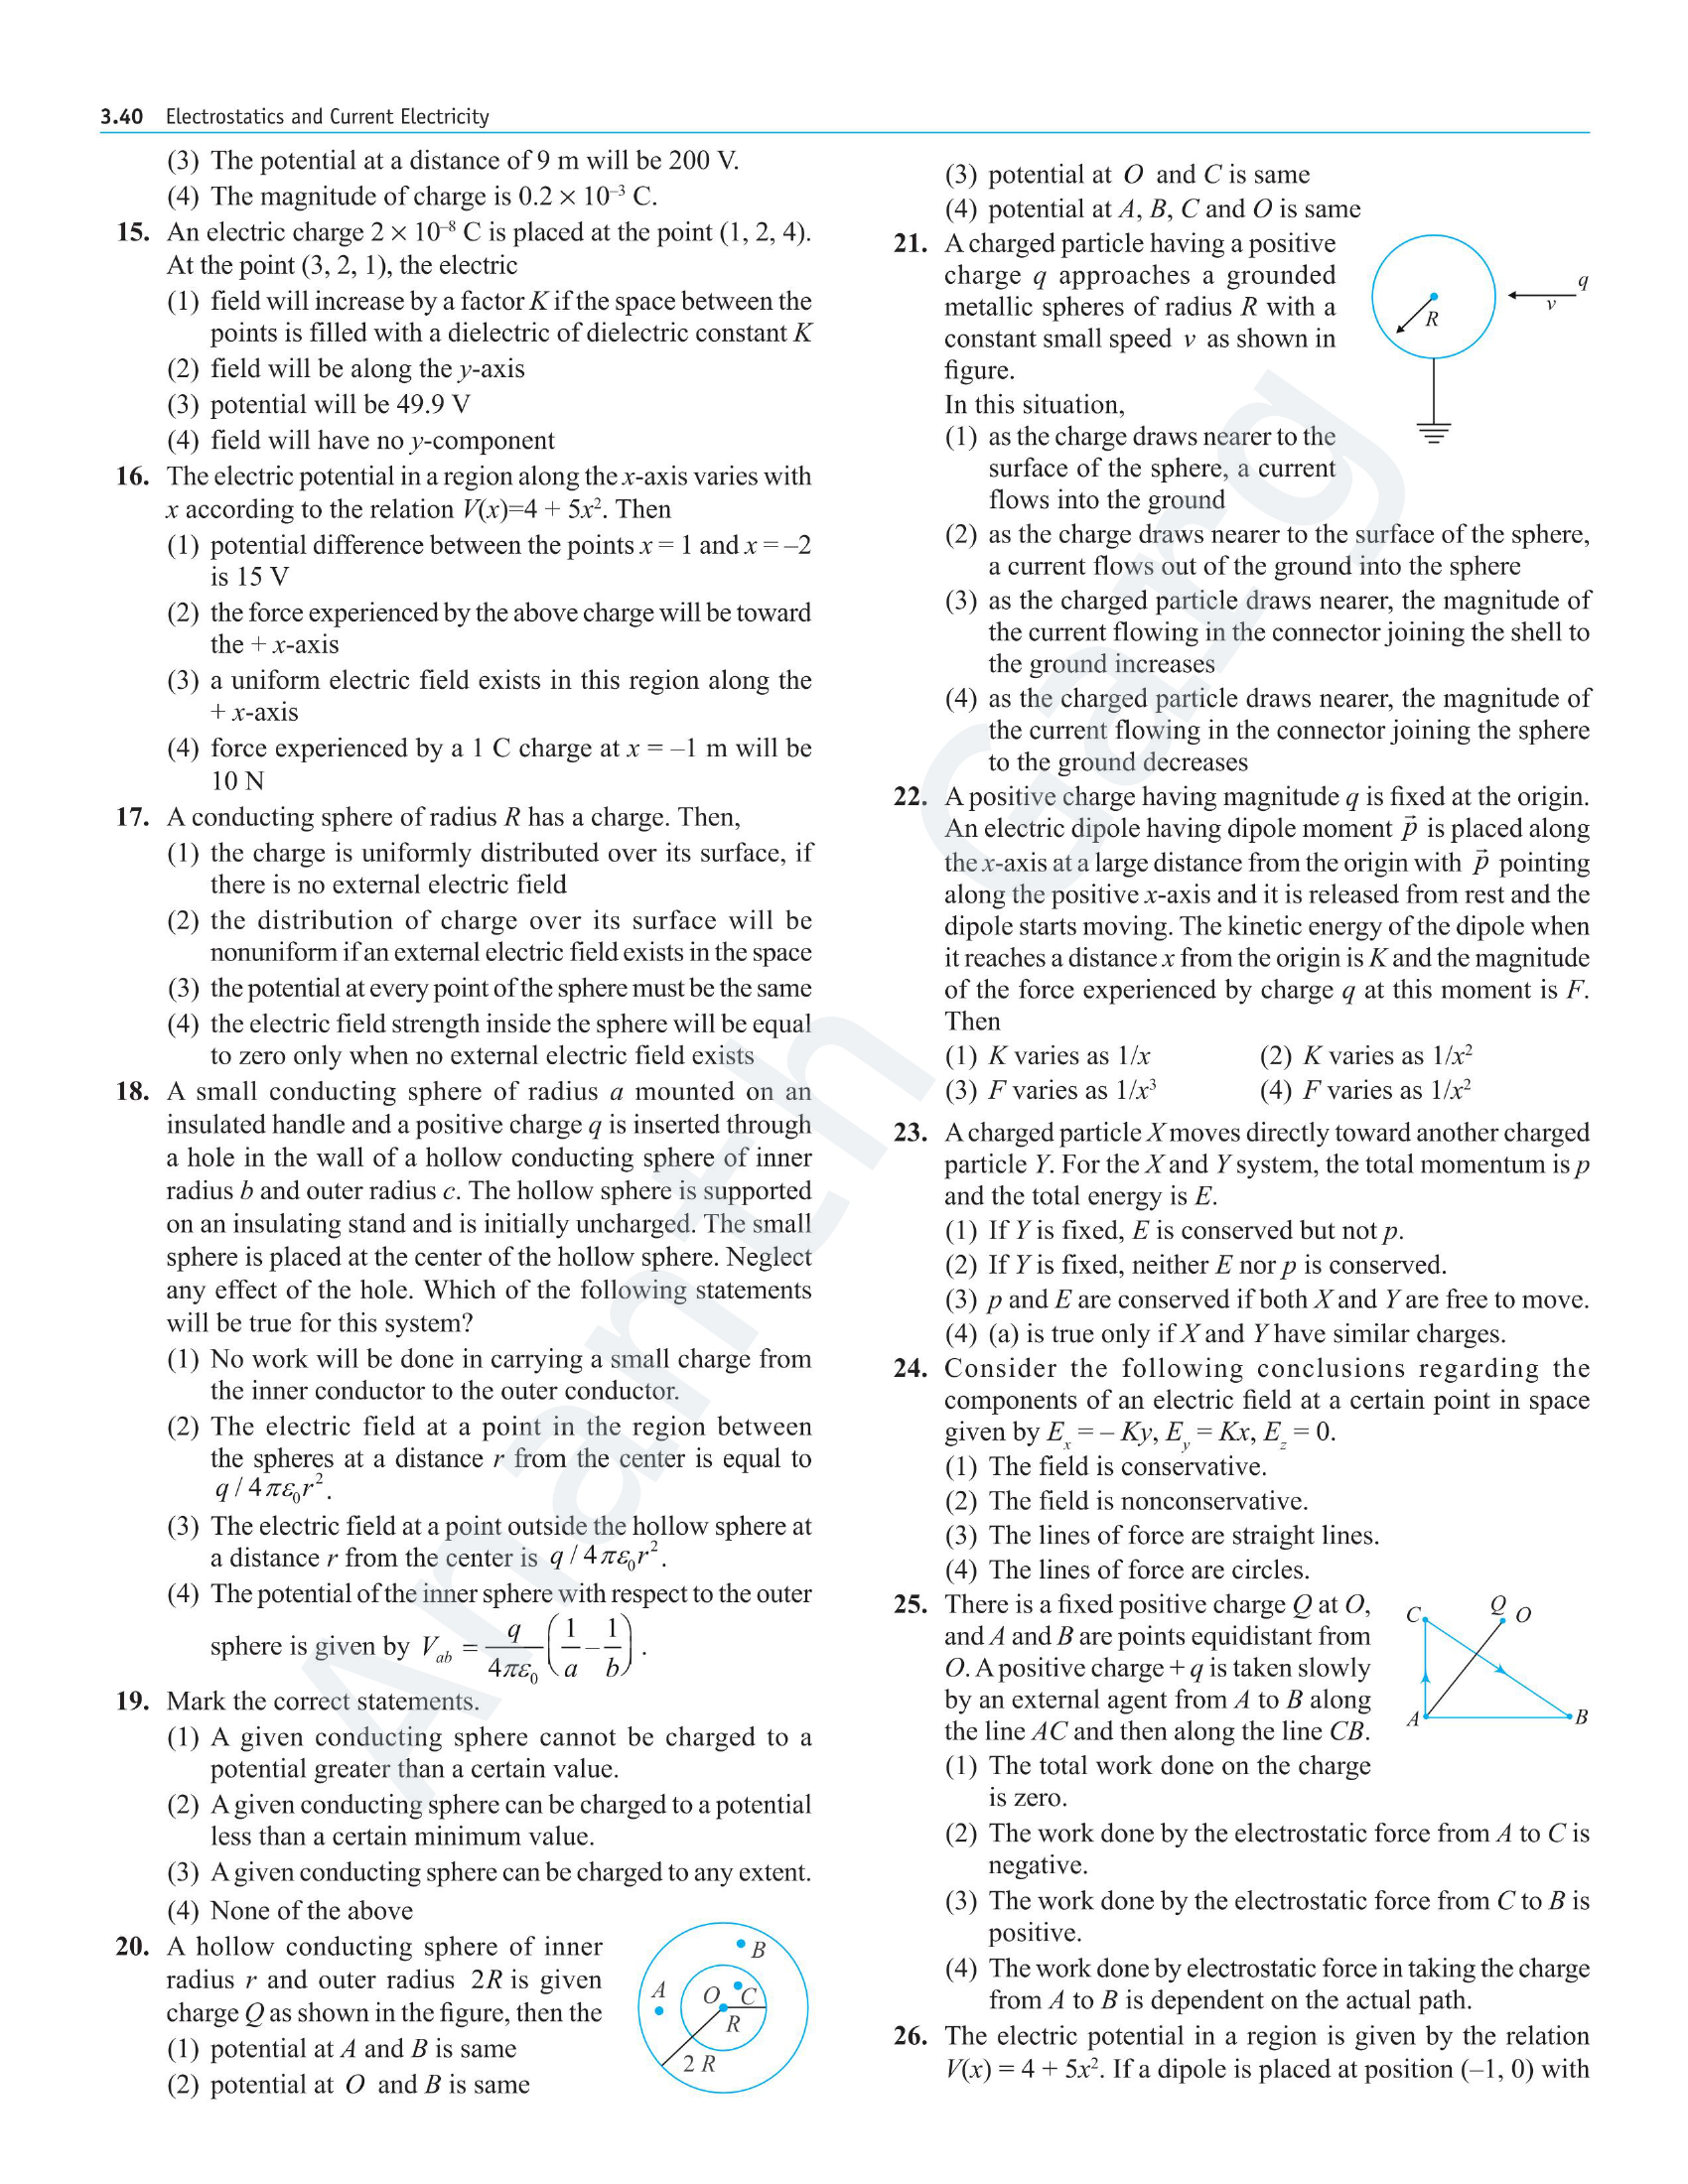 3.40 Electrostatics and Current Electricity
(3) The potential at a distance of 9 m will be 200 V.
(4) The magnitude of charge is 0.2 × 10⁻³ C.
15. An electric charge 2 × 10⁻⁸ C is placed at the point (1, 2, 4).
At the point (3, 2, 1), the electric
(1) field will increase by a factor K if the space between the
points is filled with a dielectric of dielectric constant K
(2) field will be along the y-axis
(3) potential will be 49.9 V
(4) field will have no y-component
16. The electric potential in a region along the x-axis varies with
x according to the relation V(x)=4 + 5x². Then
(1) potential difference between the points x = 1 and x = –2
is 15 V
(2) the force experienced by the above charge will be toward
the + x-axis
(3) a uniform electric field exists in this region along the
+ x-axis
(4) force experienced by a 1 C charge at x = –1 m will be
10 N
17. A conducting sphere of radius R has a charge. Then,
(1) the charge is uniformly distributed over its surface, if
there is no external electric field
(2) the distribution of charge over its surface will be
nonuniform if an external electric field exists in the space
(3) the potential at every point of the sphere must be the same
(4) the electric field strength inside the sphere will be equal
to zero only when no external electric field exists
18. A small conducting sphere of radius a mounted on an
insulated handle and a positive charge q is inserted through
a hole in the wall of a hollow conducting sphere of inner
radius b and outer radius c. The hollow sphere is supported
on an insulating stand and is initially uncharged. The small
sphere is placed at the center of the hollow sphere. Neglect
any effect of the hole. Which of the following statements
will be true for this system?
(1) No work will be done in carrying a small charge from
the inner conductor to the outer conductor.
(2) The electric field at a point in the region between
the spheres at a distance r from the center is equal to
q / 4πε₀r².
(3) The electric field at a point outside the hollow sphere at
a distance r from the center is q / 4πε₀r².
(4) The potential of the inner sphere with respect to the outer
sphere is given by V_ab = q/4πε₀ (1/a – 1/b).
19. Mark the correct statements.
(1) A given conducting sphere cannot be charged to a
potential greater than a certain value.
(2) A given conducting sphere can be charged to a potential
less than a certain minimum value.
(3) A given conducting sphere can be charged to any extent.
(4) None of the above
20. A hollow conducting sphere of inner
radius r and outer radius 2R is given
charge Q as shown in the figure, then the
(1) potential at A and B is same
(2) potential at O and B is same
B
A
O
C
R
2 R
(3) potential at O and C is same
(4) potential at A, B, C and O is same
21. A charged particle having a positive
charge q approaches a grounded
metallic spheres of radius R with a
constant small speed v as shown in
figure.
In this situation,
(1) as the charge draws nearer to the
surface of the sphere, a current
flows into the ground
R
q
v
(2) as the charge draws nearer to the surface of the sphere,
a current flows out of the ground into the sphere
(3) as the charged particle draws nearer, the magnitude of
the current flowing in the connector joining the shell to
the ground increases
(4) as the charged particle draws nearer, the magnitude of
the current flowing in the connector joining the sphere
to the ground decreases
22. A positive charge having magnitude q is fixed at the origin.
An electric dipole having dipole moment p⃗ is placed along
the x-axis at a large distance from the origin with p⃗ pointing
along the positive x-axis and it is released from rest and the
dipole starts moving. The kinetic energy of the dipole when
it reaches a distance x from the origin is K and the magnitude
of the force experienced by charge q at this moment is F.
Then
(1) K varies as 1/x (2) K varies as 1/x²
(3) F varies as 1/x³ (4) F varies as 1/x²
23. A charged particle X moves directly toward another charged
particle Y. For the X and Y system, the total momentum is p
and the total energy is E.
(1) If Y is fixed, E is conserved but not p.
(2) If Y is fixed, neither E nor p is conserved.
(3) p and E are conserved if both X and Y are free to move.
(4) (a) is true only if X and Y have similar charges.
24. Consider the following conclusions regarding the
components of an electric field at a certain point in space
given by Eₓ = – Ky, E_y = Kx, E_z = 0.
(1) The field is conservative.
(2) The field is nonconservative.
(3) The lines of force are straight lines.
(4) The lines of force are circles.
25. There is a fixed positive charge Q at O,
and A and B are points equidistant from
O. A positive charge + q is taken slowly
by an external agent from A to B along
the line AC and then along the line CB.
(1) The total work done on the charge
is zero.
C
Q O
A
B
(2) The work done by the electrostatic force from A to C is
negative.
(3) The work done by the electrostatic force from C to B is
positive.
(4) The work done by electrostatic force in taking the charge
from A to B is dependent on the actual path.
26. The electric potential in a region is given by the relation
V(x) = 4 + 5x². If a dipole is placed at position (–1, 0) with
Ananth Garg